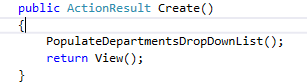 public ActionResult Create()
{
PopulateDepartmentsDropDownList();
return View();
}